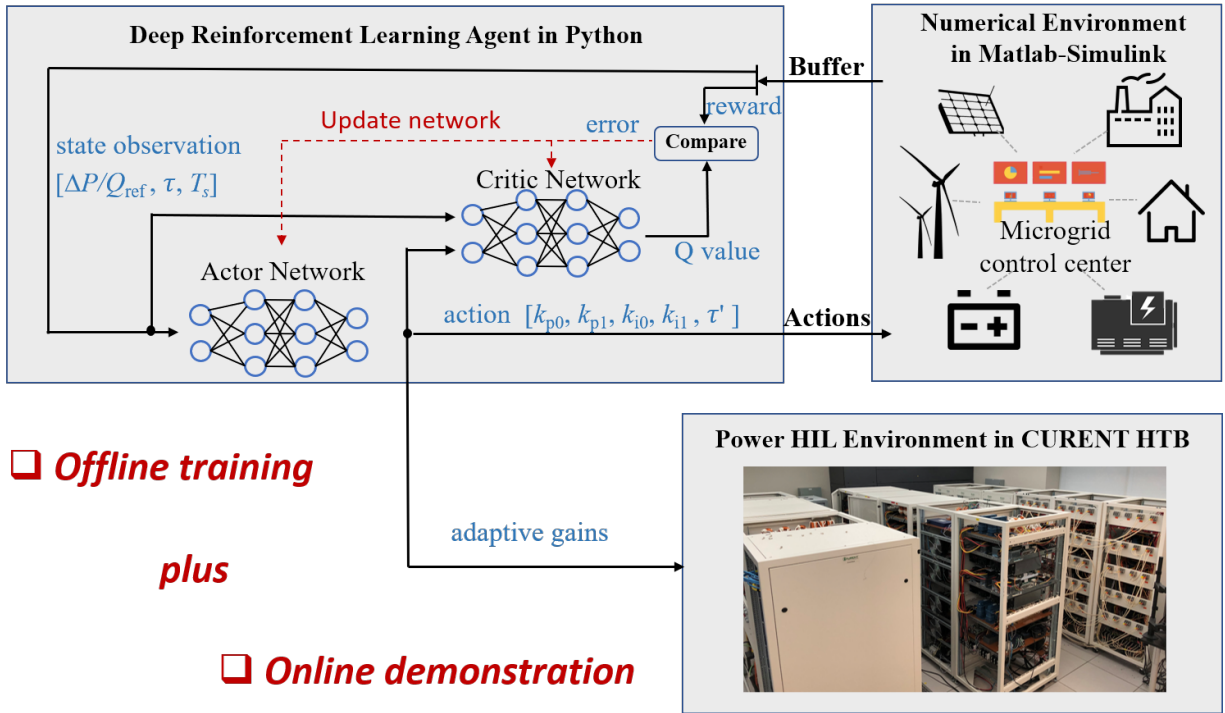 Deep Reinforcement Learning Agent in Python
Numerical Environment
in Matlab-Simulink
Buffer
reward
Update network
error
Compare
state observation
[ΔP/Q_ref, τ, T_s]
Critic Network
Q value
Actor Network
action [k_p0, k_p1, k_i0, k_i1, τ' ]
Actions
Microgrid
control center
Power HIL Environment in CURENT HTB
❑ Offline training
plus
❑ Online demonstration
adaptive gains